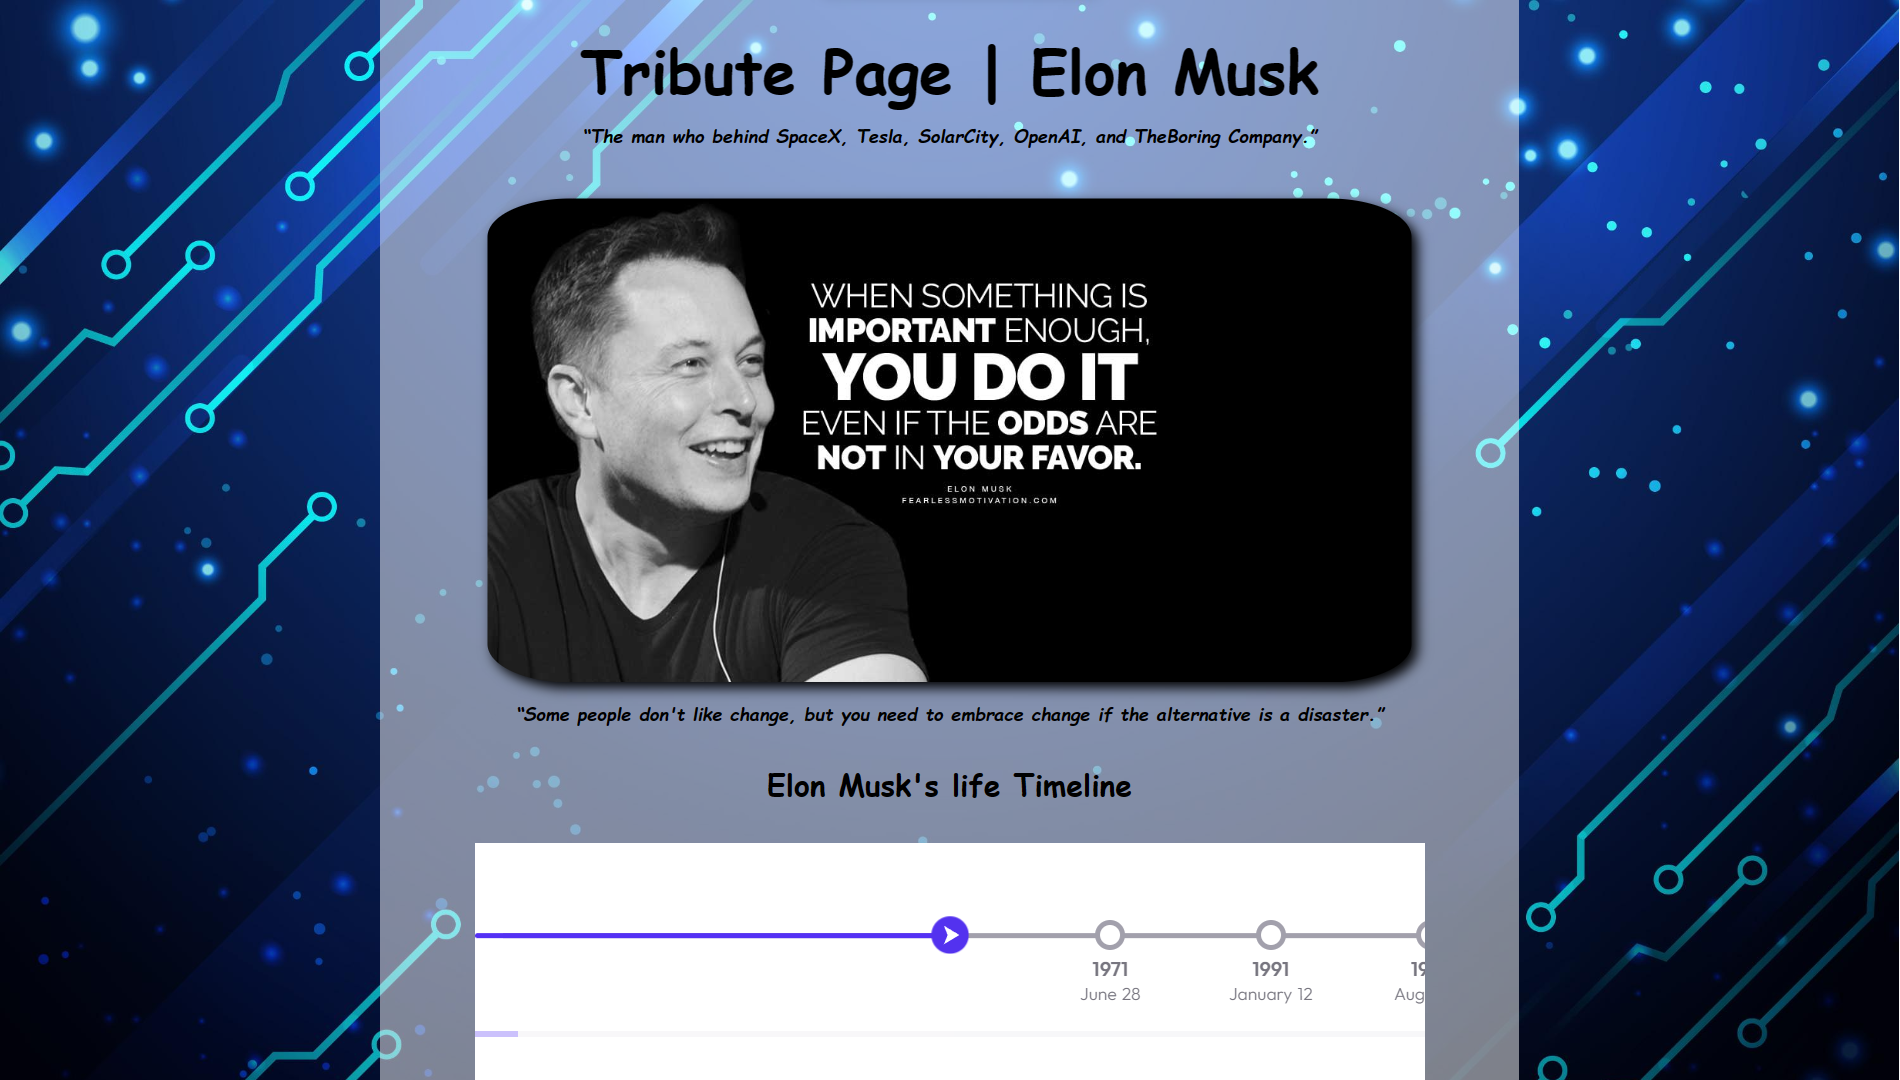 Tribute Page | Elon Musk
“The man who behind SpaceX, Tesla, SolarCity, OpenAI, and TheBoring Company.”
WHEN SOMETHING IS
IMPORTANT ENOUGH,
YOU DO IT
EVEN IF THE ODDS ARE
NOT IN YOUR FAVOR.
ELON MUSK
FEARLESSMOTIVATION.COM
“Some people don't like change, but you need to embrace change if the alternative is a disaster.”
Elon Musk's life Timeline
1971 1991 19
June 28 January 12 Aug